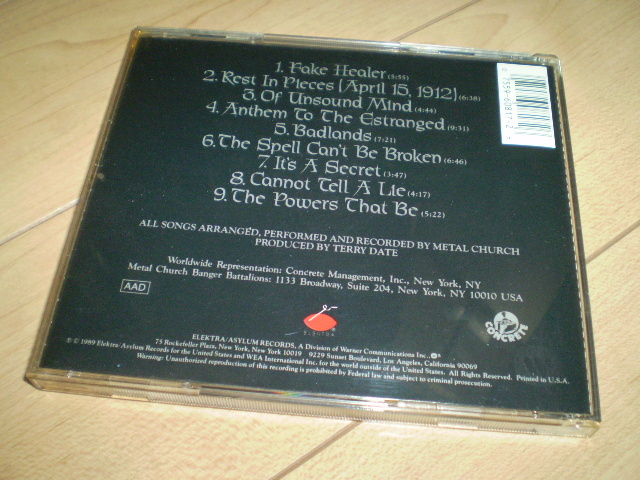 1. Fake Healer (5:55)
2. Rest In Pieces [April 15, 1912] (6:38)
3. Of Unsound Mind (4:44)
4. Anthem To The Estranged (9:31)
5. Badlands (7:21)
6. The Spell Can't Be Broken (6:46)
7. It's A Secret (3:47)
8. Cannot Tell A Lie (4:17)
9. The Powers That Be (5:22)
ALL SONGS ARRANGED, PERFORMED AND RECORDED BY METAL CHURCH
PRODUCED BY TERRY DATE
Worldwide Representation: Concrete Management, Inc., New York, NY
Metal Church Banger Battalions: 1133 Broadway, Suite 204, New York, NY 10010 USA
AAD
ELEKTRA
CONCRETE
ELEKTRA/ASYLUM RECORDS, A Division of Warner Communications Inc.,
75 Rockefeller Plaza, New York, New York 10019 9229 Sunset Boulevard, Los Angeles, California 90069
℗ © 1989 Elektra/Asylum Records for the United States and WEA International Inc. for the world outside of the United States. All Rights Reserved. Printed in U.S.A.
Warning: Unauthorized reproduction of this recording is prohibited by Federal law and subject to criminal prosecution.
0 7559-60817-2 1